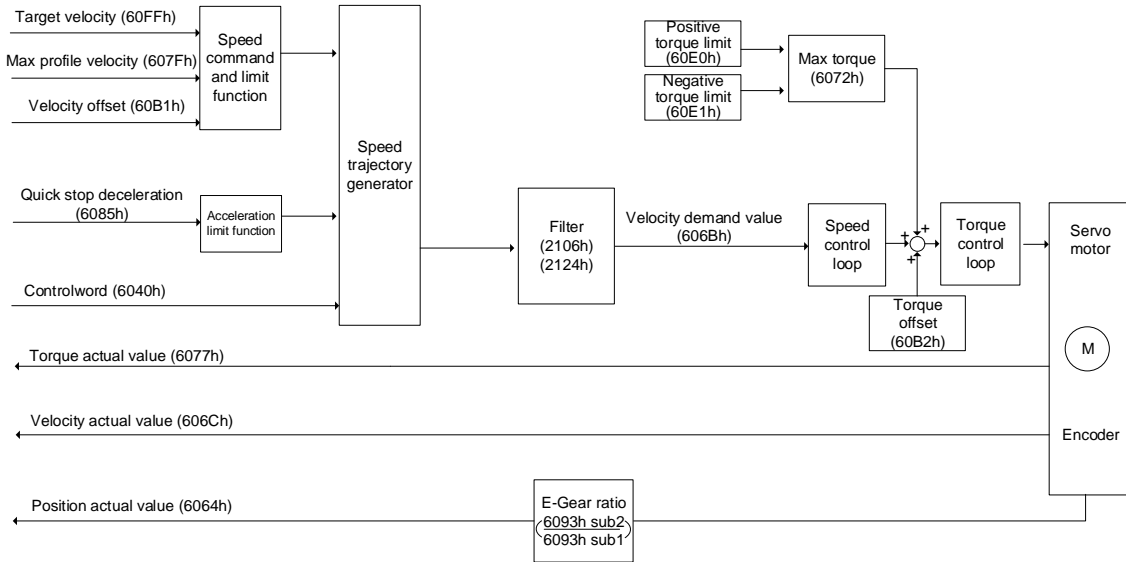 Target velocity (60FFh)
Max profile velocity (607Fh)
Velocity offset (60B1h)
Speed
command
and limit
function
Quick stop deceleration
(6085h)
Acceleration
limit function
Controlword (6040h)
Speed
trajectory
generator
Filter
(2106h)
(2124h)
Velocity demand value
(606Bh)
Positive
torque limit
(60E0h)
Negative
torque limit
(60E1h)
Max torque
(6072h)
Speed
control
loop
+
+
+
Torque
offset
(60B2h)
Torque
control
loop
Servo
motor
M
Encoder
Torque actual value (6077h)
Velocity actual value (606Ch)
Position actual value (6064h)
E-Gear ratio
(6093h sub2
6093h sub1)